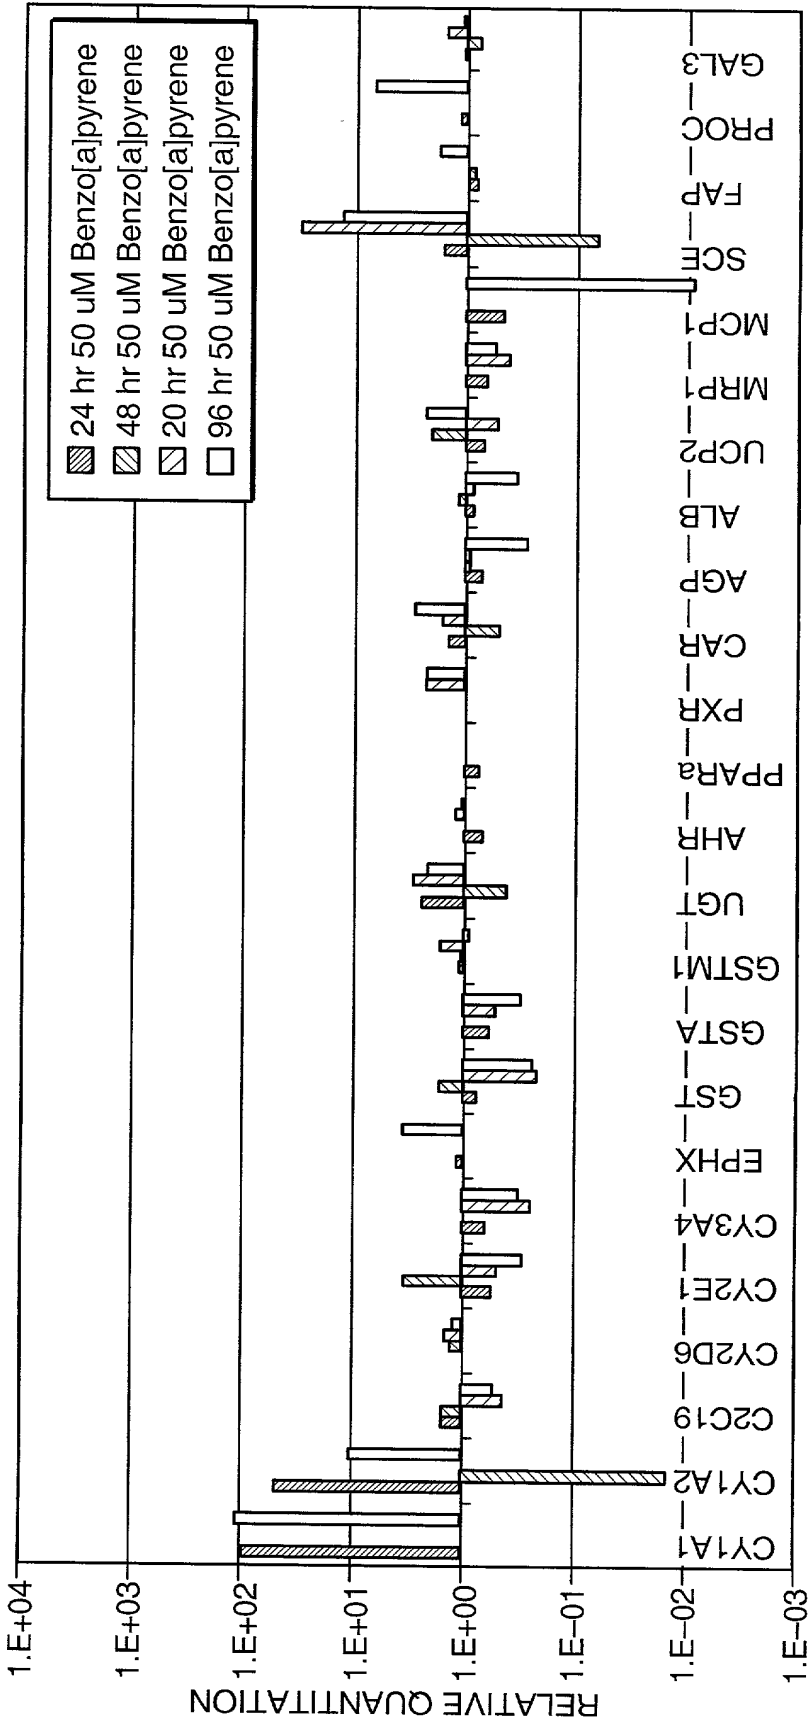 RELATIVE QUANTITATION
1.E+04
1.E+03
1.E+02
1.E+01
1.E+00
1.E−01
1.E−02
1.E−03
24 hr 50 uM Benzo[a]pyrene
48 hr 50 uM Benzo[a]pyrene
20 hr 50 uM Benzo[a]pyrene
96 hr 50 uM Benzo[a]pyrene
CY1A1
CY1A2
C2C19
CY2D6
CY2E1
CY3A4
EPHX
GST
GSTA
GSTM1
UGT
AHR
PPARa
PXR
CAR
AGP
ALB
UCP2
MRP1
MCP1
SCE
FAP
PROC
GAL3